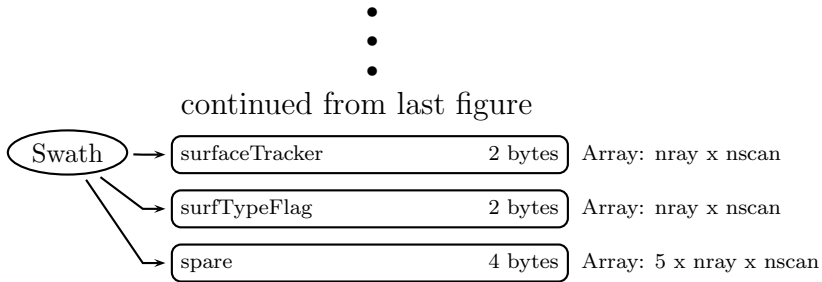 continued from last figure
Swath
surfaceTracker 2 bytes Array: nray x nscan
surfTypeFlag 2 bytes Array: nray x nscan
spare 4 bytes Array: 5 x nray x nscan